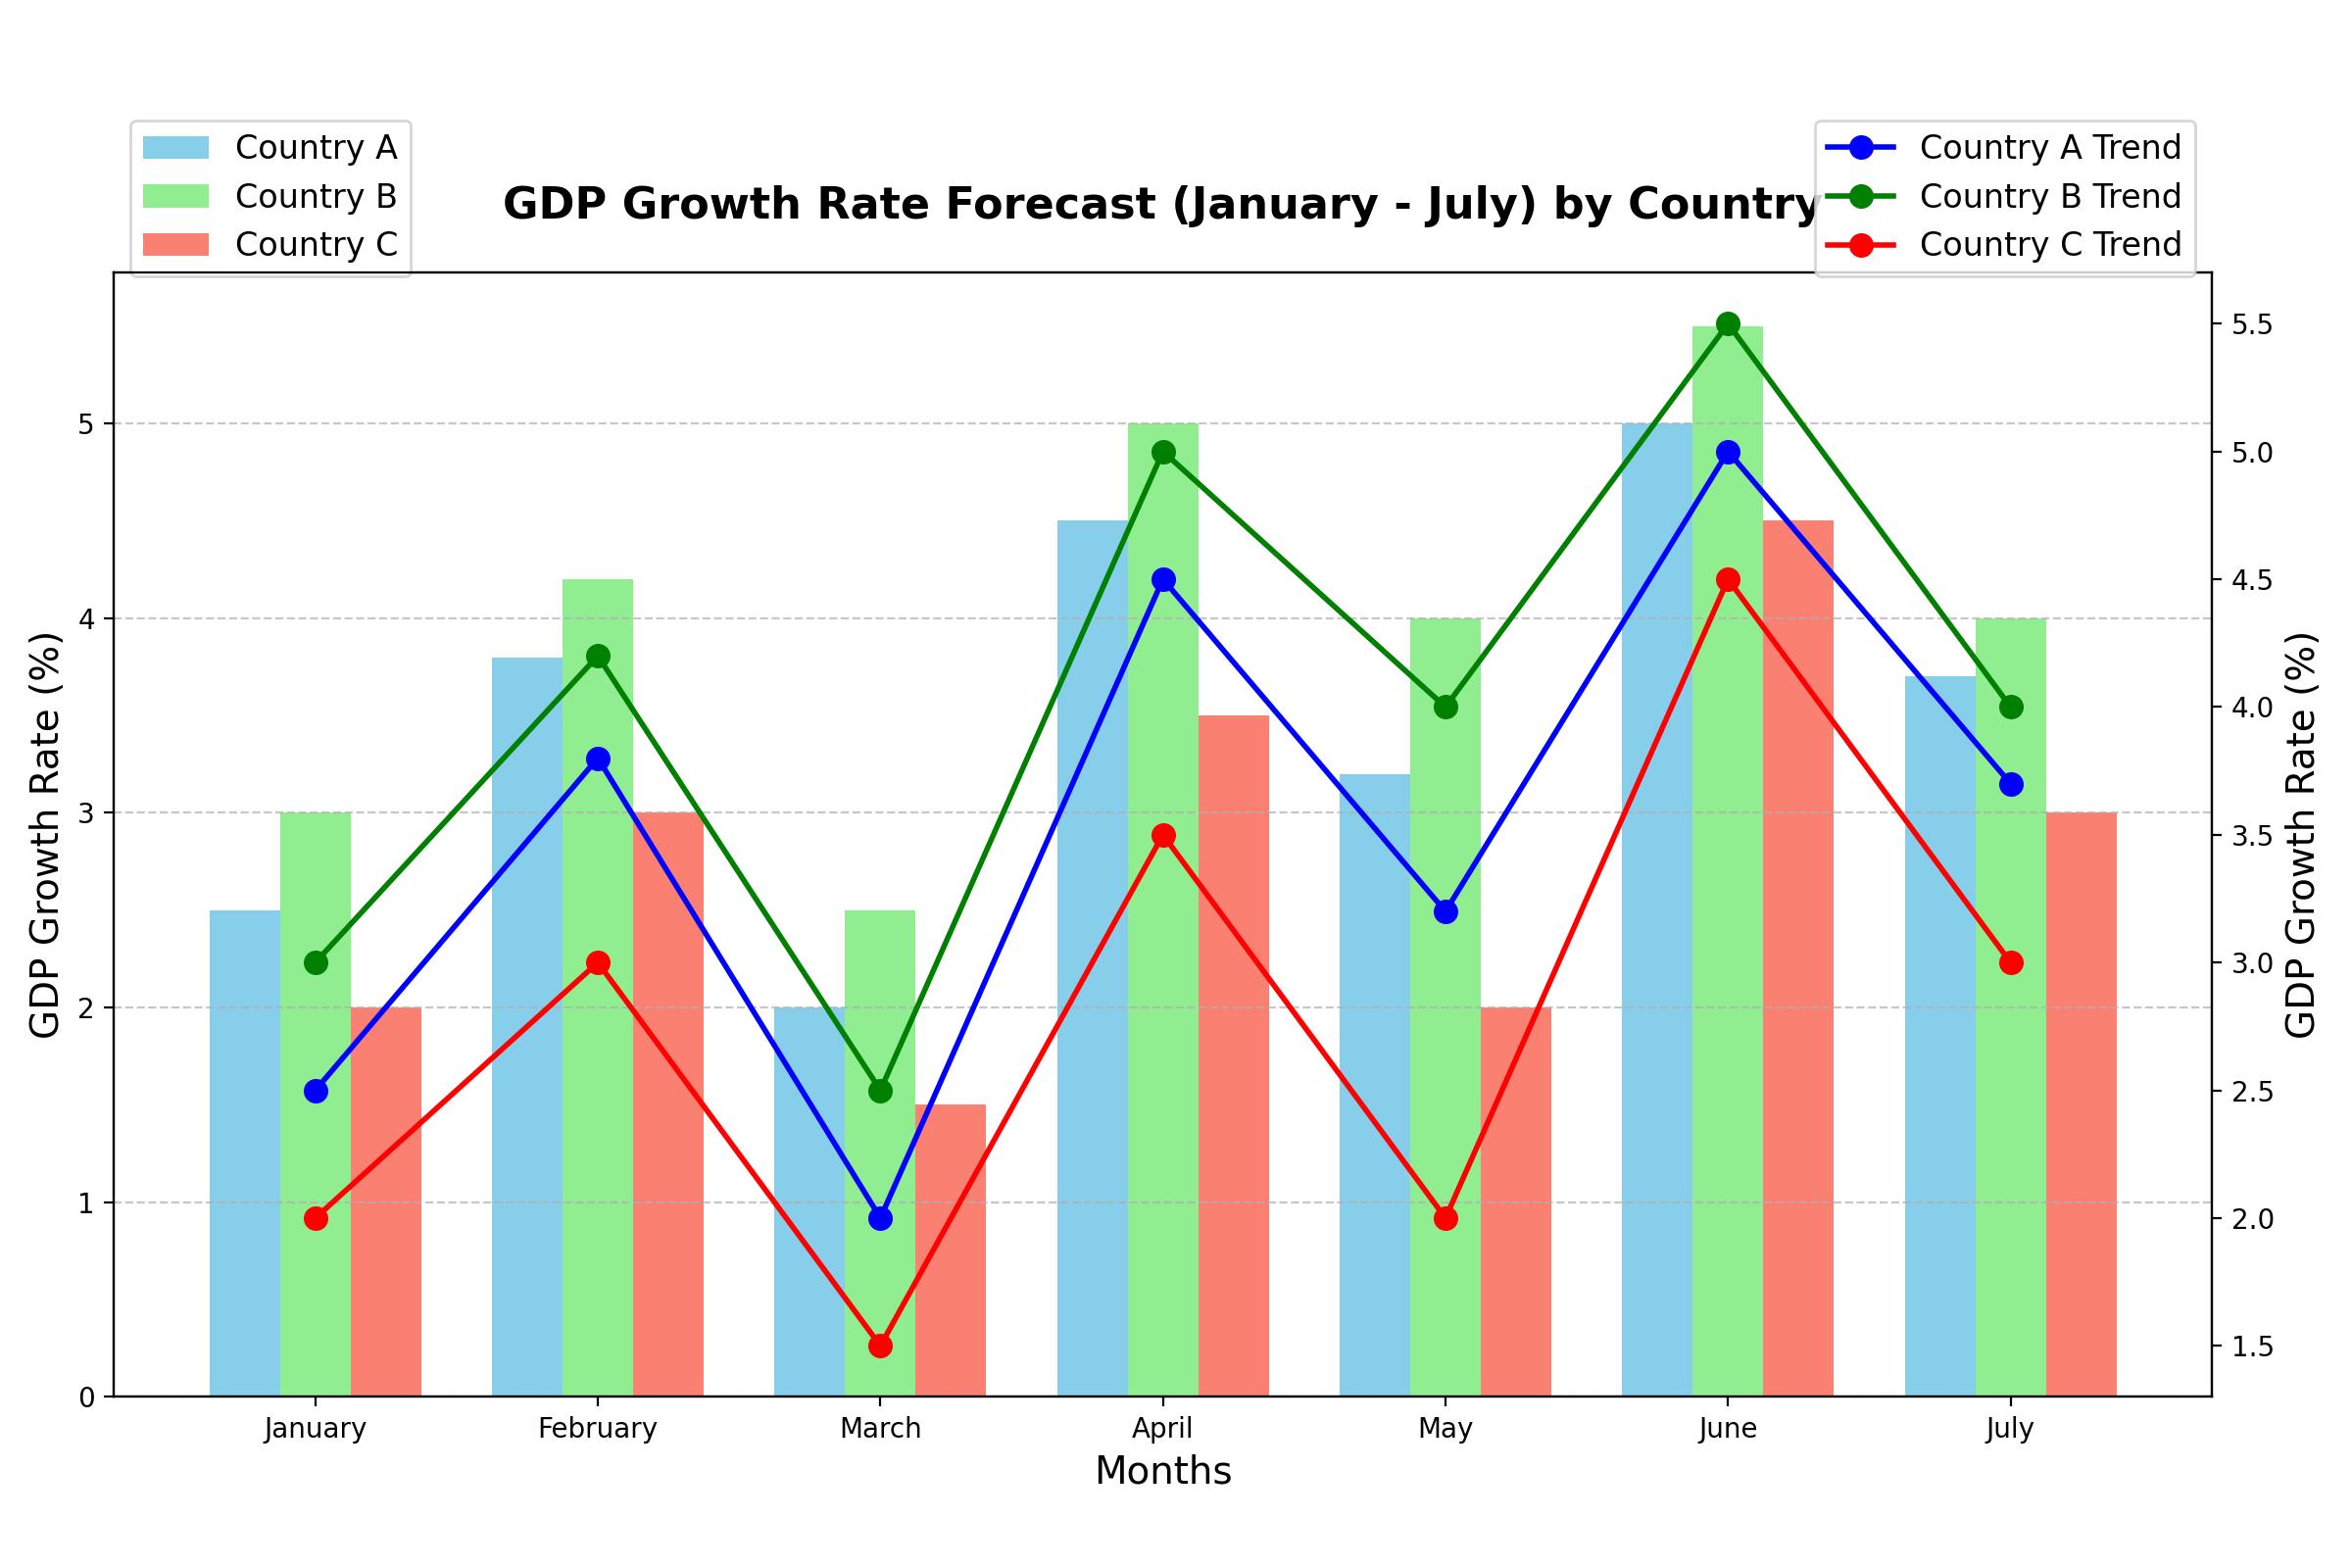 Country A
Country B
Country C
GDP Growth Rate Forecast (January - July) by Country
Country A Trend
Country B Trend
Country C Trend
GDP Growth Rate (%)
5
4
3
2
1
0
5.5
5.0
4.5
4.0
3.5
3.0
2.5
2.0
1.5
GDP Growth Rate (%)
January February March April May June July
Months